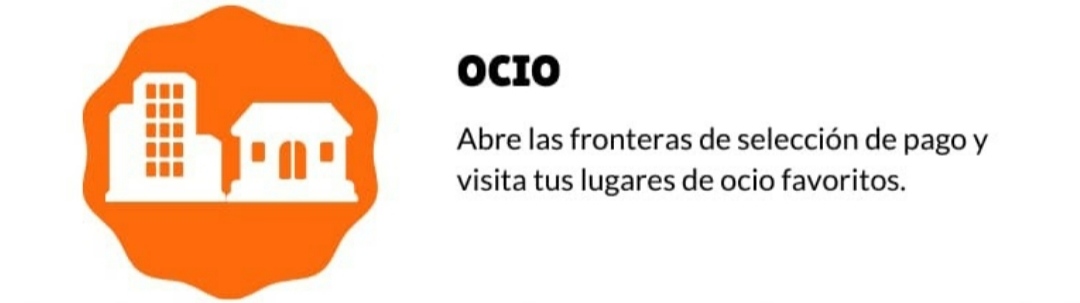 OCIO
Abre las fronteras de selección de pago y
visita tus lugares de ocio favoritos.